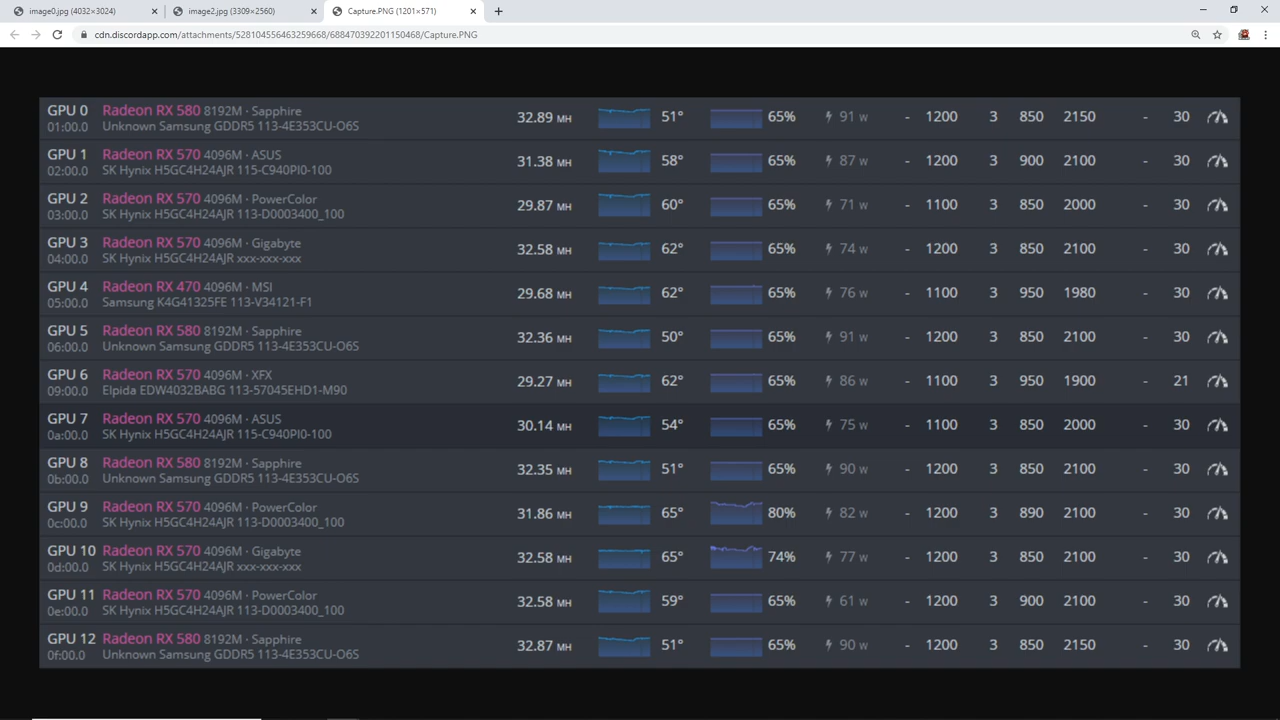 image0.jpg (4032×3024)
image2.jpg (3309×2560)
Capture.PNG (1201×571)
cdn.discordapp.com/attachments/528104556463259668/688470392201150468/Capture.PNG
GPU 0 Radeon RX 580 8192M · Sapphire 32.89 MH 51° 65% 91 W - 1200 3 850 2150 - 30
01:00.0 Unknown Samsung GDDR5 113-4E353CU-O6S
GPU 1 Radeon RX 570 4096M · ASUS 31.38 MH 58° 65% 87 W - 1200 3 900 2100 - 30
02:00.0 SK Hynix H5GC4H24AJR 115-C940PI0-100
GPU 2 Radeon RX 570 4096M · PowerColor 29.87 MH 60° 65% 71 W - 1100 3 850 2000 - 30
03:00.0 SK Hynix H5GC4H24AJR 113-D0003400_100
GPU 3 Radeon RX 570 4096M · Gigabyte 32.58 MH 62° 65% 74 W - 1200 3 850 2100 - 30
04:00.0 SK Hynix H5GC4H24AJR xxx-xxx-xxx
GPU 4 Radeon RX 470 4096M · MSI 29.68 MH 62° 65% 76 W - 1100 3 950 1980 - 30
05:00.0 Samsung K4G41325FE 113-V34121-F1
GPU 5 Radeon RX 580 8192M · Sapphire 32.36 MH 50° 65% 91 W - 1200 3 850 2100 - 30
06:00.0 Unknown Samsung GDDR5 113-4E353CU-O6S
GPU 6 Radeon RX 570 4096M · XFX 29.27 MH 62° 65% 86 W - 1100 3 950 1900 - 21
09:00.0 Elpida EDW4032BABG 113-57045EHD1-M90
GPU 7 Radeon RX 570 4096M · ASUS 30.14 MH 54° 65% 75 W - 1100 3 850 2000 - 30
0a:00.0 SK Hynix H5GC4H24AJR 115-C940PI0-100
GPU 8 Radeon RX 580 8192M · Sapphire 32.35 MH 51° 65% 90 W - 1200 3 850 2100 - 30
0b:00.0 Unknown Samsung GDDR5 113-4E353CU-O6S
GPU 9 Radeon RX 570 4096M · PowerColor 31.86 MH 65° 80% 82 W - 1200 3 890 2100 - 30
0c:00.0 SK Hynix H5GC4H24AJR 113-D0003400_100
GPU 10 Radeon RX 570 4096M · Gigabyte 32.58 MH 65° 74% 77 W - 1200 3 850 2100 - 30
0d:00.0 SK Hynix H5GC4H24AJR xxx-xxx-xxx
GPU 11 Radeon RX 570 4096M · PowerColor 32.58 MH 59° 65% 61 W - 1200 3 900 2100 - 30
0e:00.0 SK Hynix H5GC4H24AJR 113-D0003400_100
GPU 12 Radeon RX 580 8192M · Sapphire 32.87 MH 51° 65% 90 W - 1200 3 850 2150 - 30
0f:00.0 Unknown Samsung GDDR5 113-4E353CU-O6S